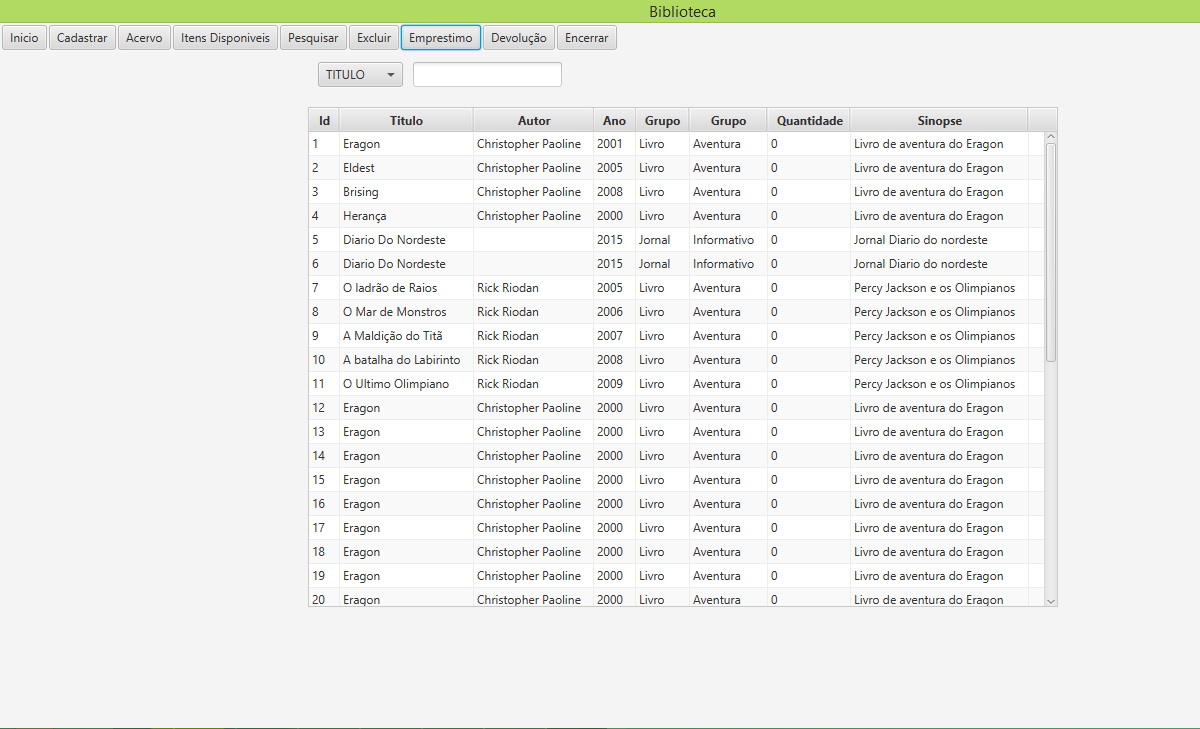 Biblioteca
Inicio Cadastrar Acervo Itens Disponiveis Pesquisar Excluir Emprestimo Devolução Encerrar
TITULO
Id Titulo Autor Ano Grupo Grupo Quantidade Sinopse
1 Eragon Christopher Paoline 2001 Livro Aventura 0 Livro de aventura do Eragon
2 Eldest Christopher Paoline 2005 Livro Aventura 0 Livro de aventura do Eragon
3 Brising Christopher Paoline 2008 Livro Aventura 0 Livro de aventura do Eragon
4 Herança Christopher Paoline 2000 Livro Aventura 0 Livro de aventura do Eragon
5 Diario Do Nordeste 2015 Jornal Informativo 0 Jornal Diario do nordeste
6 Diario Do Nordeste 2015 Jornal Informativo 0 Jornal Diario do nordeste
7 O ladrão de Raios Rick Riodan 2005 Livro Aventura 0 Percy Jackson e os Olimpianos
8 O Mar de Monstros Rick Riodan 2006 Livro Aventura 0 Percy Jackson e os Olimpianos
9 A Maldição do Titã Rick Riodan 2007 Livro Aventura 0 Percy Jackson e os Olimpianos
10 A batalha do Labirinto Rick Riodan 2008 Livro Aventura 0 Percy Jackson e os Olimpianos
11 O Ultimo Olimpiano Rick Riodan 2009 Livro Aventura 0 Percy Jackson e os Olimpianos
12 Eragon Christopher Paoline 2000 Livro Aventura 0 Livro de aventura do Eragon
13 Eragon Christopher Paoline 2000 Livro Aventura 0 Livro de aventura do Eragon
14 Eragon Christopher Paoline 2000 Livro Aventura 0 Livro de aventura do Eragon
15 Eragon Christopher Paoline 2000 Livro Aventura 0 Livro de aventura do Eragon
16 Eragon Christopher Paoline 2000 Livro Aventura 0 Livro de aventura do Eragon
17 Eragon Christopher Paoline 2000 Livro Aventura 0 Livro de aventura do Eragon
18 Eragon Christopher Paoline 2000 Livro Aventura 0 Livro de aventura do Eragon
19 Eragon Christopher Paoline 2000 Livro Aventura 0 Livro de aventura do Eragon
20 Eragon Christopher Paoline 2000 Livro Aventura 0 Livro de aventura do Eragon